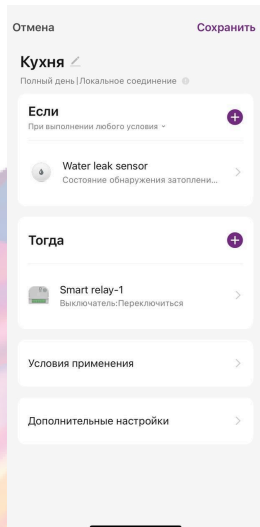 Отмена Сохранить
Кухня
Полный день|Локальное соединение
Если
При выполнении любого условия
Water leak sensor
Состояние обнаружения затоплени...
Тогда
Smart relay-1
Выключатель:Переключиться
Условия применения
Дополнительные настройки